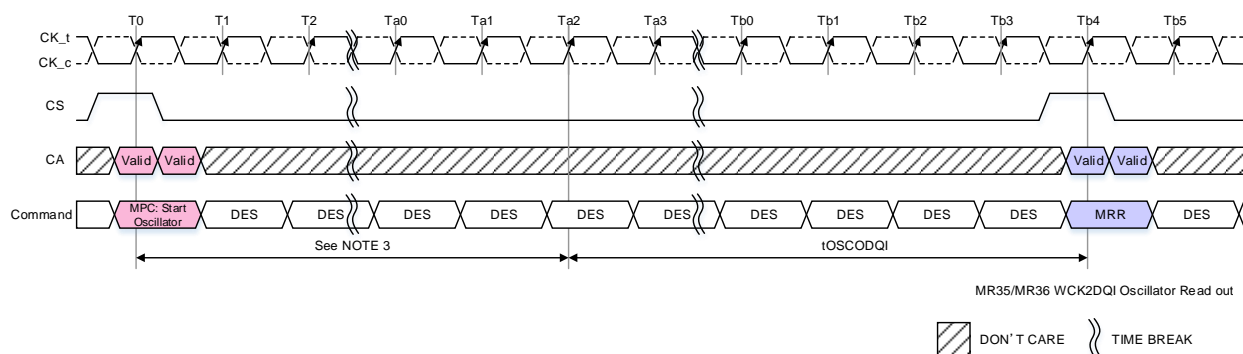 T0 T1 T2 Ta0 Ta1 Ta2 Ta3 Tb0 Tb1 Tb2 Tb3 Tb4 Tb5
CK_t
CK_c
CS
CA Valid Valid Valid Valid
Command MPC: Start Oscillator DES DES DES DES DES DES DES DES DES DES MRR DES
See NOTE 3 tOSCODQI
MR35/MR36 WCK2DQI Oscillator Read out
DON'T CARE TIME BREAK